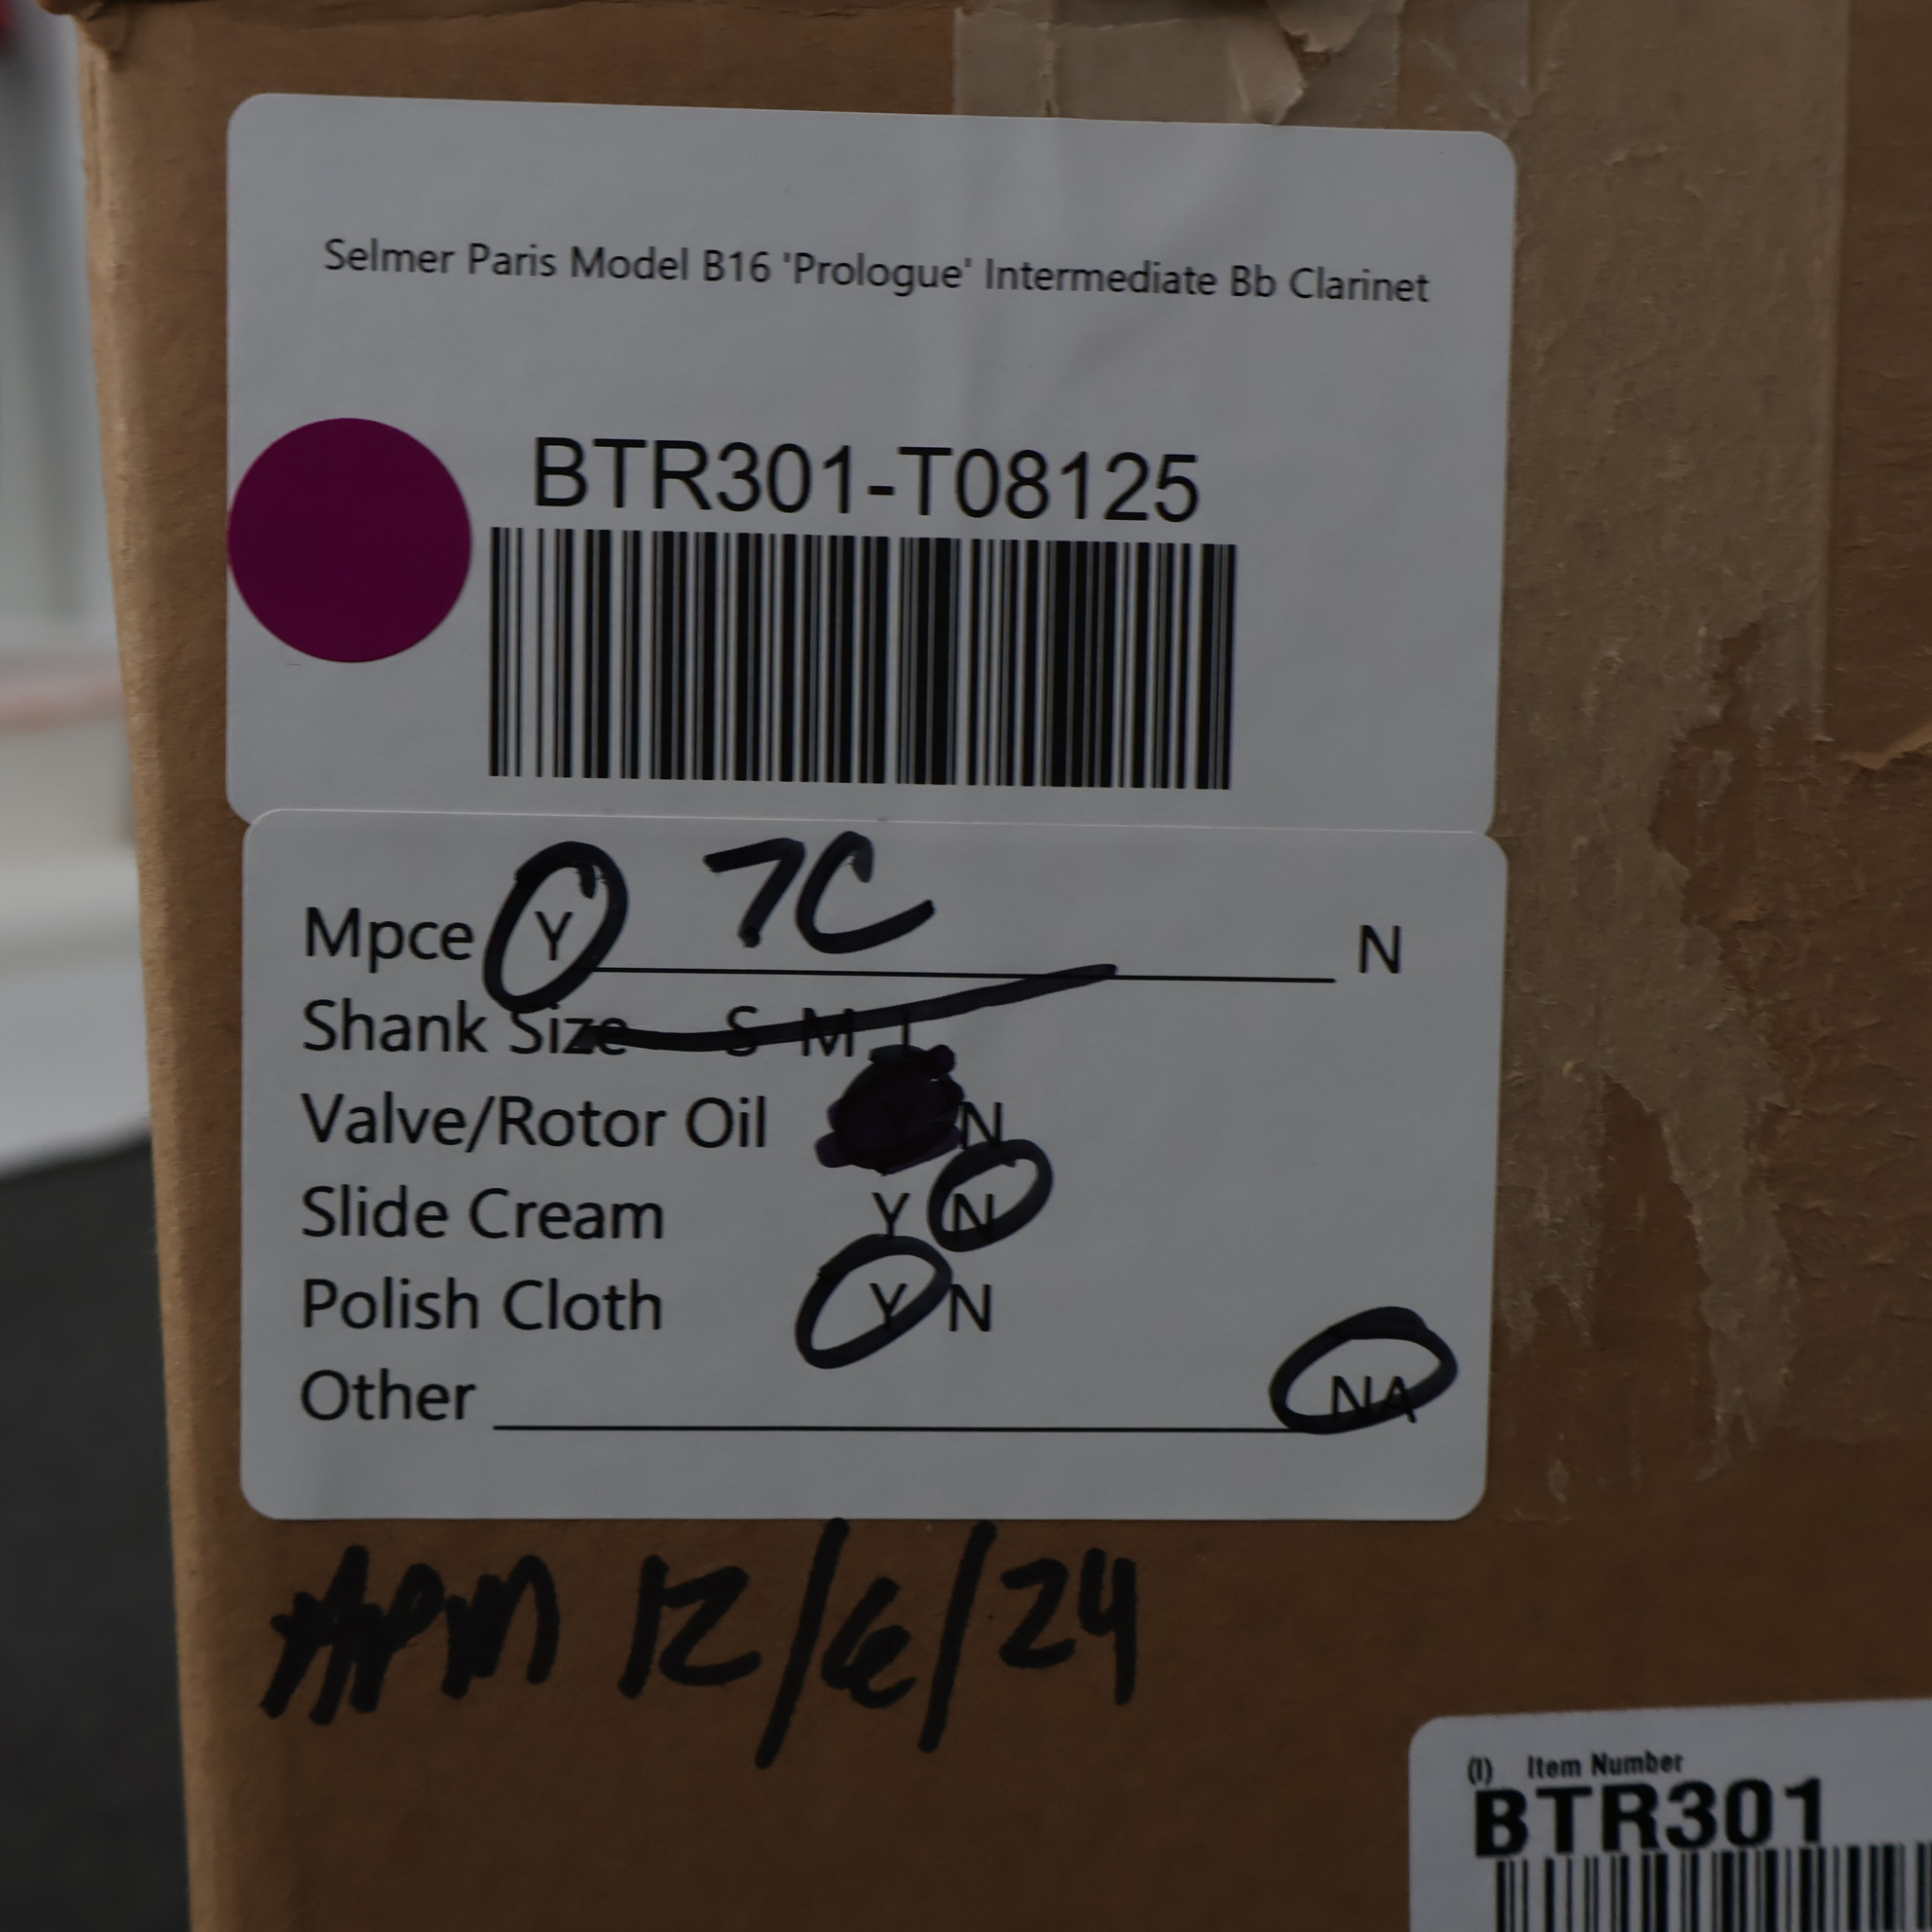 Selmer Paris Model B16 'Prologue' Intermediate Bb Clarinet
BTR301-T08125
Mpce Y 7C N
Shank Size S M L
Valve/Rotor Oil Y N
Slide Cream Y N
Polish Cloth Y N
Other NA
APM 12/6/24
(I) Item Number
BTR301